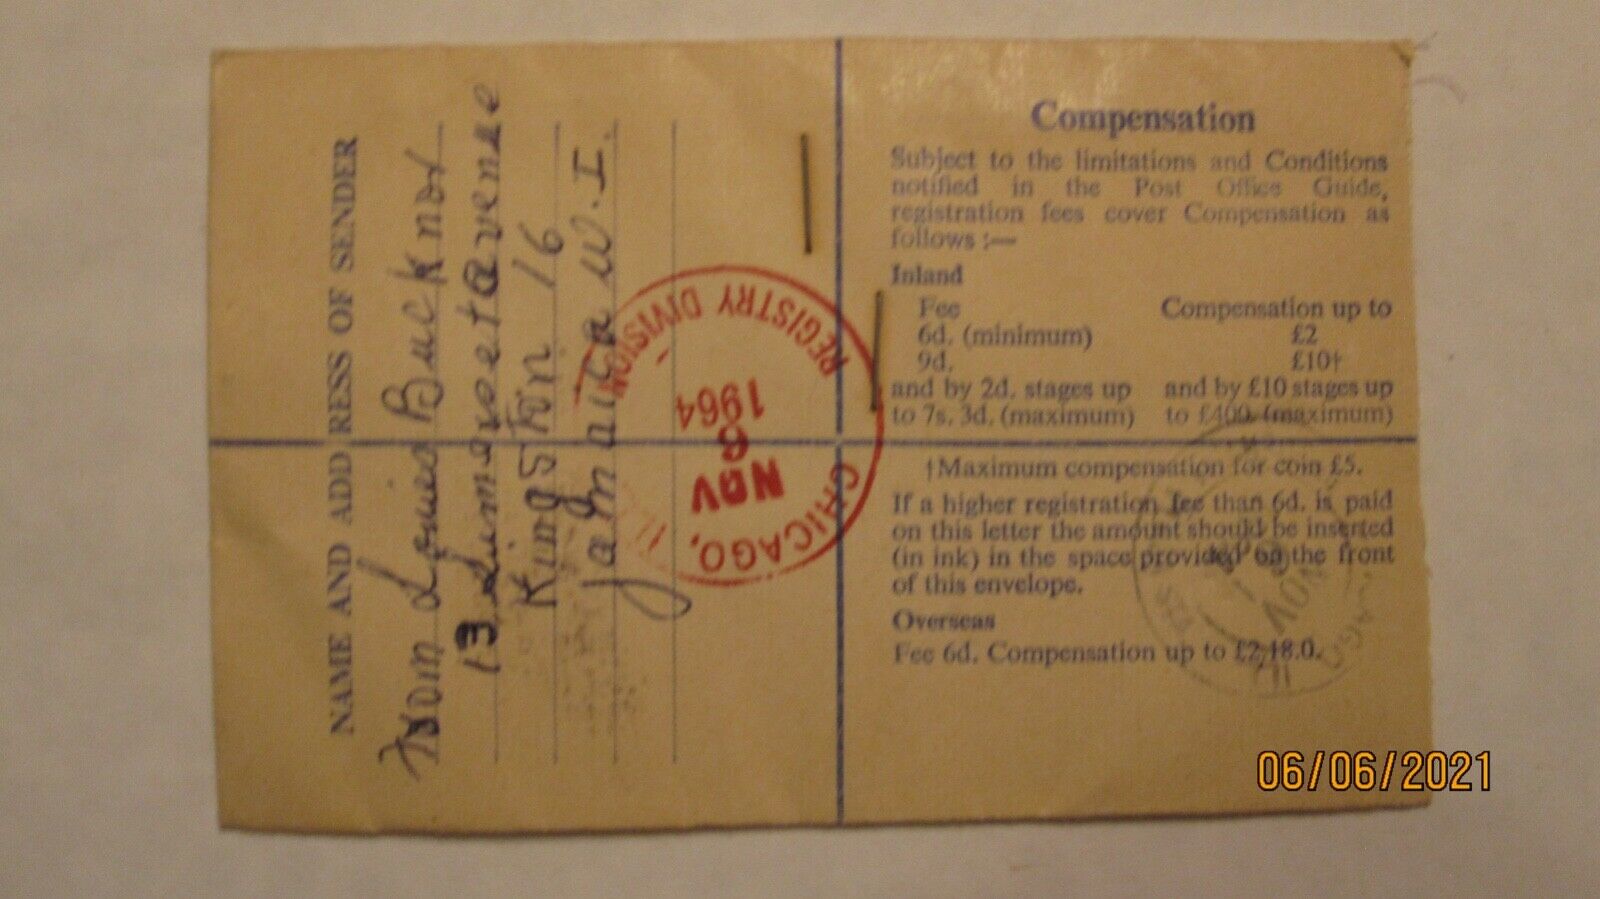 NAME AND ADDRESS OF SENDER
From Louied Bucknor
13 avenue
Kingston 16
Jamaica W.I.
CHICAGO, ILL.
NOV
6
1964
REGISTRY DIVISION
Compensation
Subject to the limitations and Conditions
notified in the Post Office Guide,
registration fees cover Compensation as
follows :—
Inland
Fee Compensation up to
6d. (minimum) £2
9d. £10†
and by 2d. stages up and by £10 stages up
to 7s. 3d. (maximum) to £400. (maximum)
†Maximum compensation for coin £5.
If a higher registration fee than 6d. is paid
on this letter the amount should be inserted
(in ink) in the space provided on the front
of this envelope.
Overseas
Fee 6d. Compensation up to £2.18.0.
NOV
06/06/2021